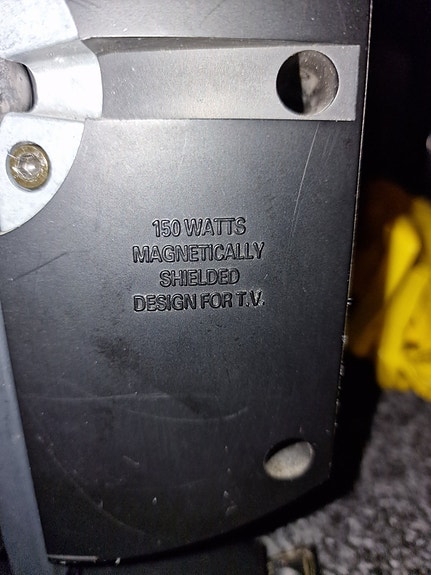 150 WATTS
MAGNETICALLY
SHIELDED
DESIGN FOR T.V.